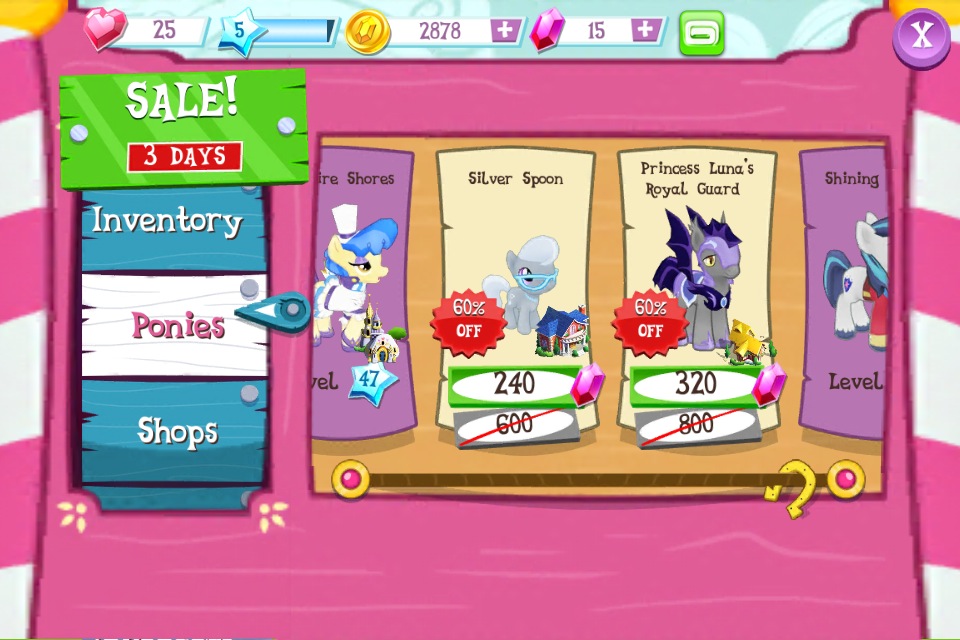 25
5
2878
15
X
SALE!
3 DAYS
Inventory
Ponies
Shops
ire Shores
vel 47
Silver Spoon
60%
OFF
240
600
Princess Luna's
Royal Guard
60%
OFF
320
800
Shining
Level